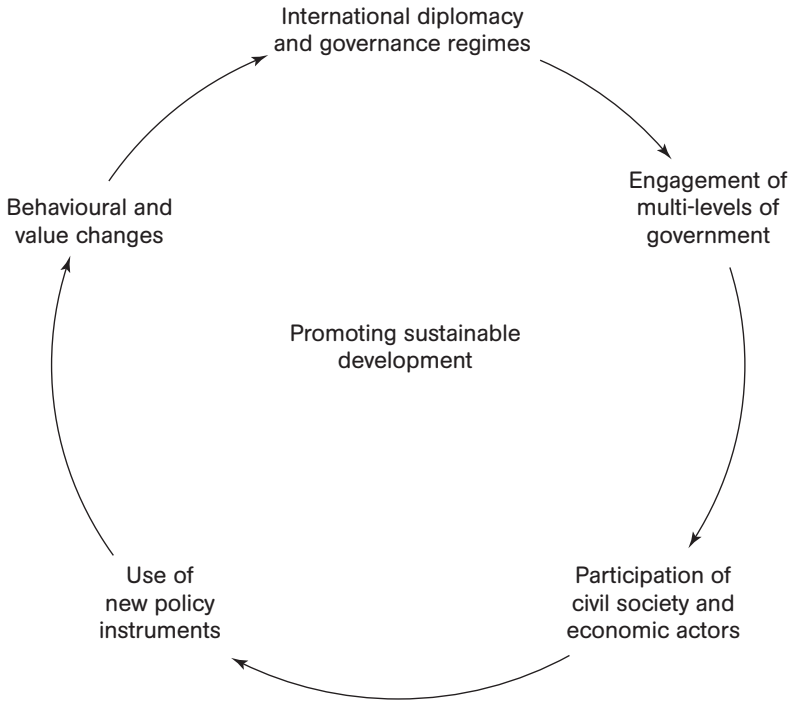 International diplomacy
and governance regimes
Engagement of
multi-levels of
government
Behavioural and
value changes
Promoting sustainable
development
Participation of
civil society and
economic actors
Use of
new policy
instruments